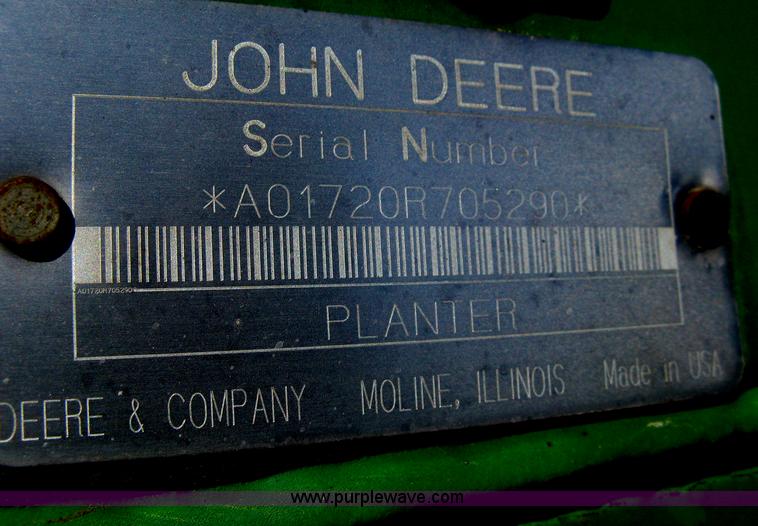 JOHN DEERE
Serial Number
*A01720R705290*
A01720R705290
PLANTER
DEERE & COMPANY MOLINE, ILLINOIS Made in USA
www.purplewave.com